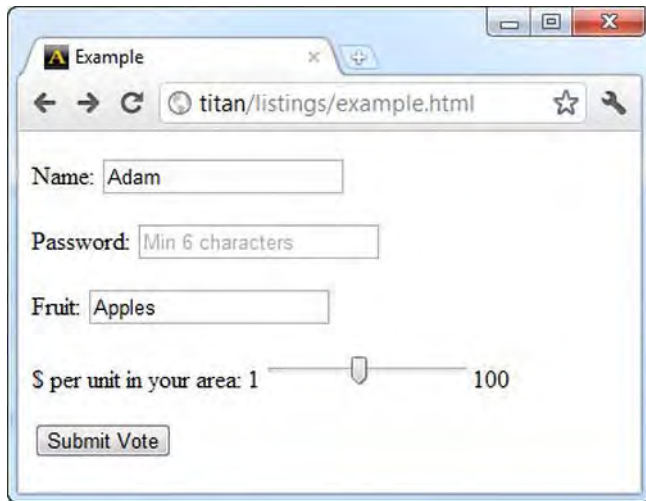 Example
titan/listings/example.html
Name: Adam
Password: Min 6 characters
Fruit: Apples
$ per unit in your area: 1 100
Submit Vote